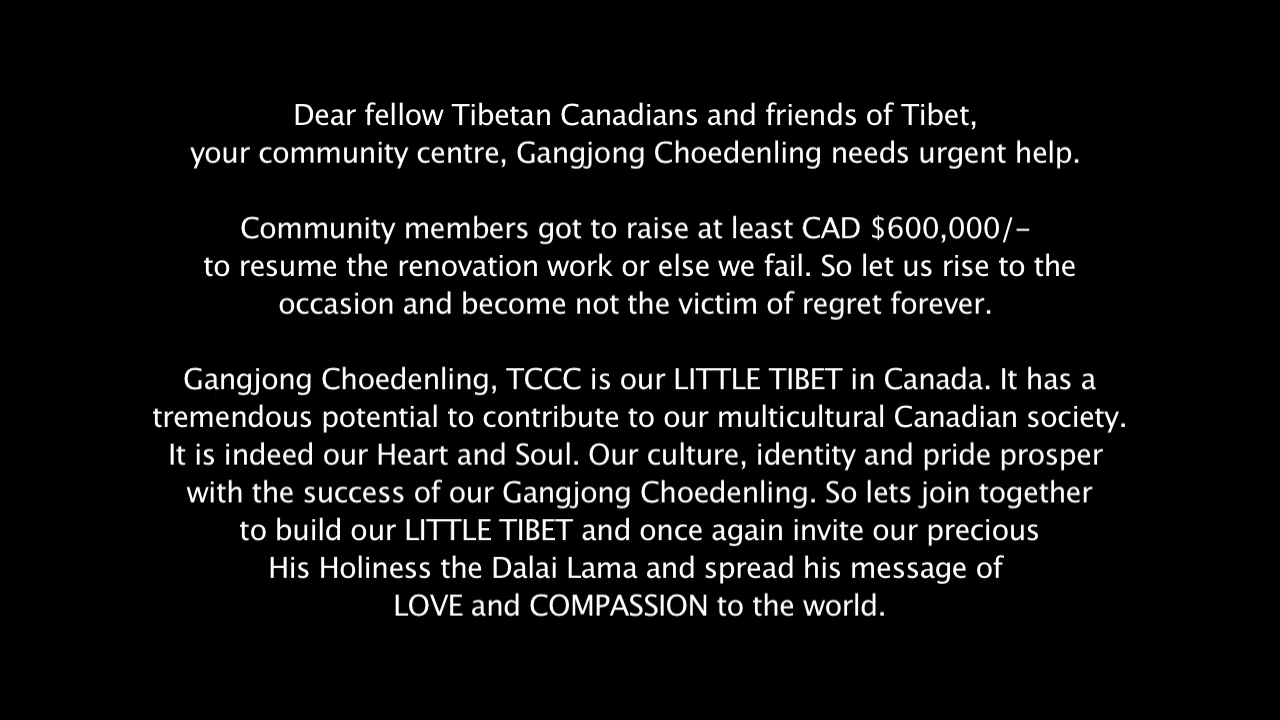 Dear fellow Tibetan Canadians and friends of Tibet,
your community centre, Gangjong Choedenling needs urgent help.
Community members got to raise at least CAD $600,000/-
to resume the renovation work or else we fail. So let us rise to the
occasion and become not the victim of regret forever.
Gangjong Choedenling, TCCC is our LITTLE TIBET in Canada. It has a
tremendous potential to contribute to our multicultural Canadian society.
It is indeed our Heart and Soul. Our culture, identity and pride prosper
with the success of our Gangjong Choedenling. So lets join together
to build our LITTLE TIBET and once again invite our precious
His Holiness the Dalai Lama and spread his message of
LOVE and COMPASSION to the world.